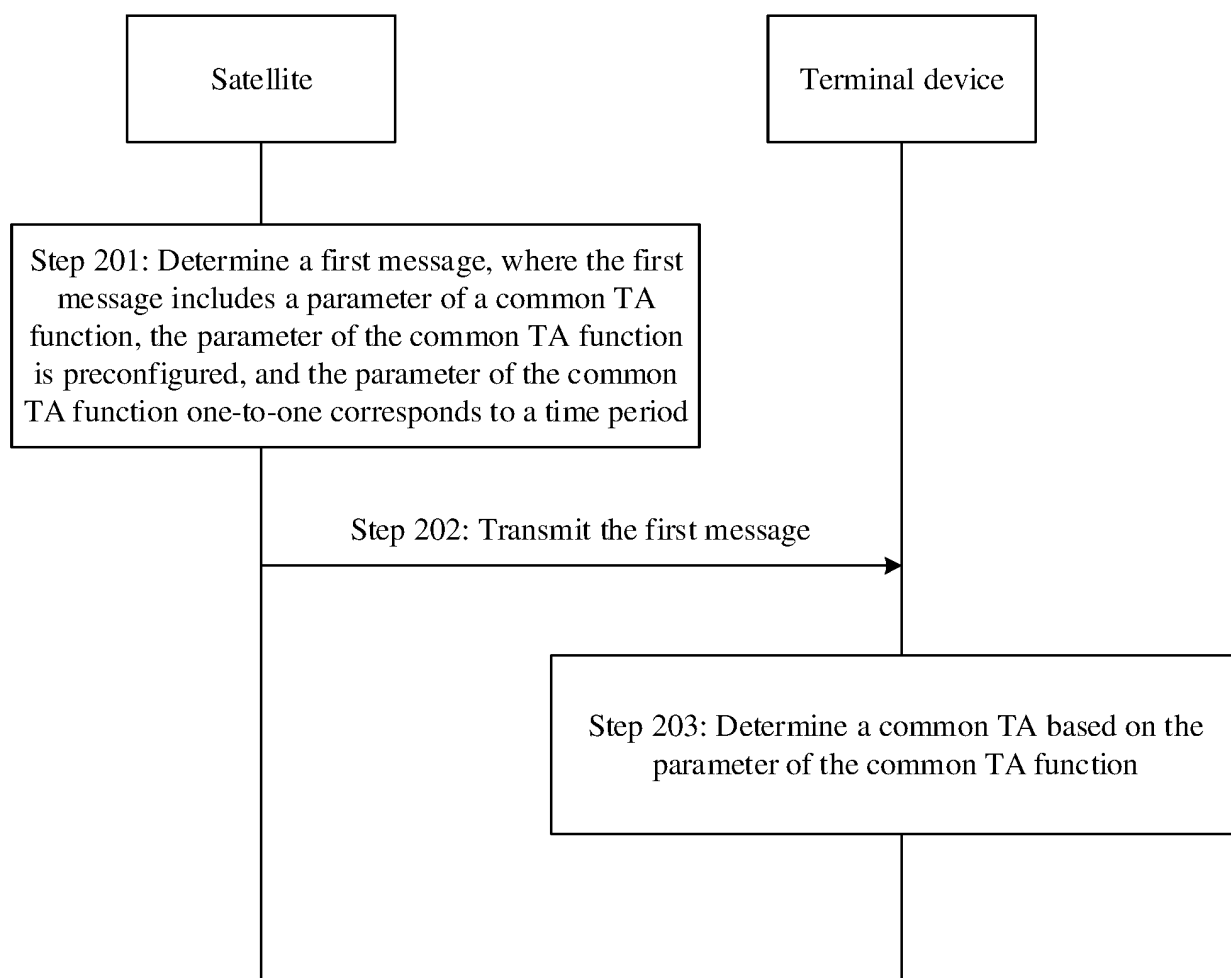 Satellite
Terminal device
Step 201: Determine a first message, where the first
message includes a parameter of a common TA
function, the parameter of the common TA function
is preconfigured, and the parameter of the common
TA function one-to-one corresponds to a time period
Step 202: Transmit the first message
Step 203: Determine a common TA based on the
parameter of the common TA function